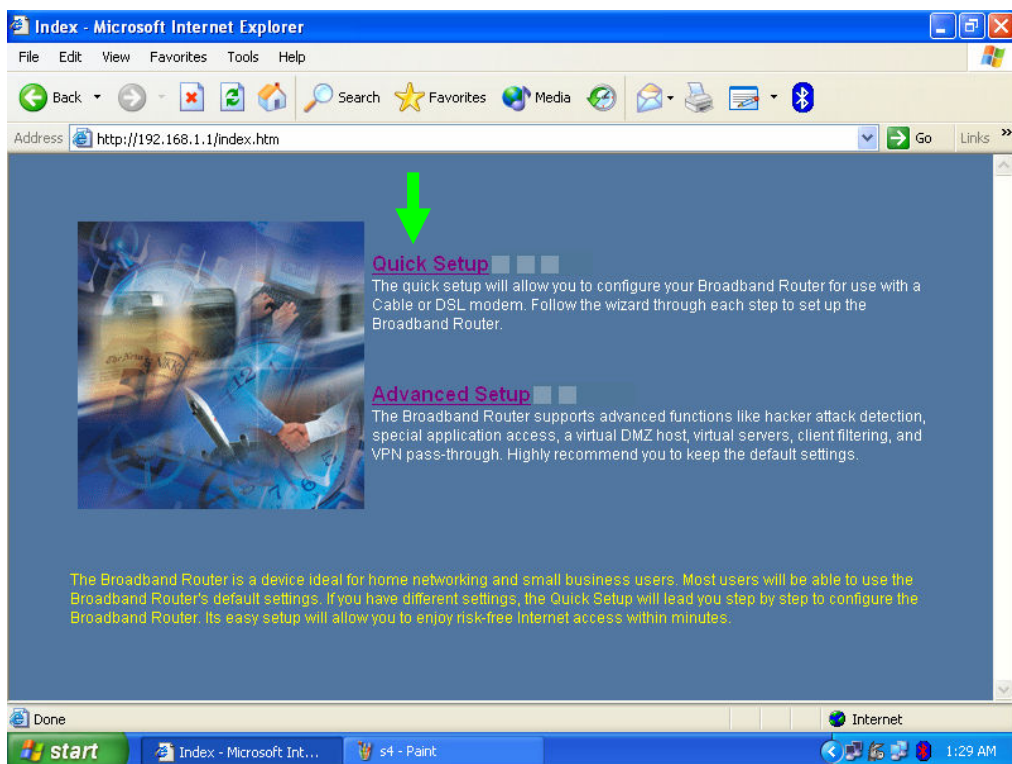 Index - Microsoft Internet Explorer
File Edit View Favorites Tools Help
Back Search Favorites Media
Address http://192.168.1.1/index.htm Go Links »
Quick Setup
The quick setup will allow you to configure your Broadband Router for use with a
Cable or DSL modem. Follow the wizard through each step to set up the
Broadband Router.
Advanced Setup
The Broadband Router supports advanced functions like hacker attack detection,
special application access, a virtual DMZ host, virtual servers, client filtering, and
VPN pass-through. Highly recommend you to keep the default settings.
The Broadband Router is a device ideal for home networking and small business users. Most users will be able to use the
Broadband Router's default settings. If you have different settings, the Quick Setup will lead you step by step to configure the
Broadband Router. Its easy setup will allow you to enjoy risk-free Internet access within minutes.
Done Internet
start Index - Microsoft Int... s4 - Paint 1:29 AM